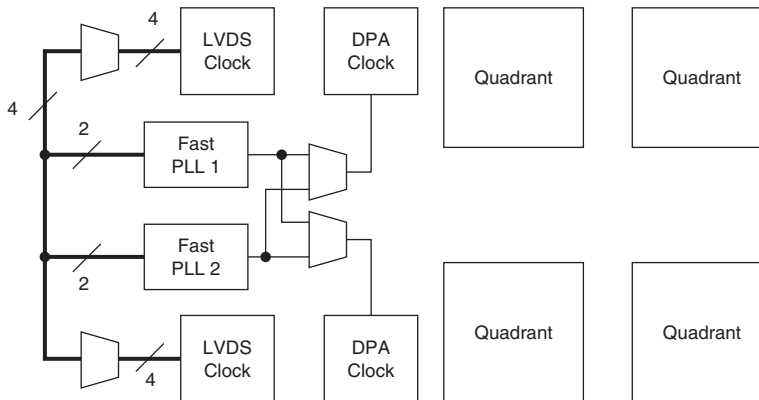 4
LVDS
Clock
DPA
Clock
Quadrant
Quadrant
4
2
Fast
PLL 1
Fast
PLL 2
2
LVDS
Clock
4
DPA
Clock
Quadrant
Quadrant